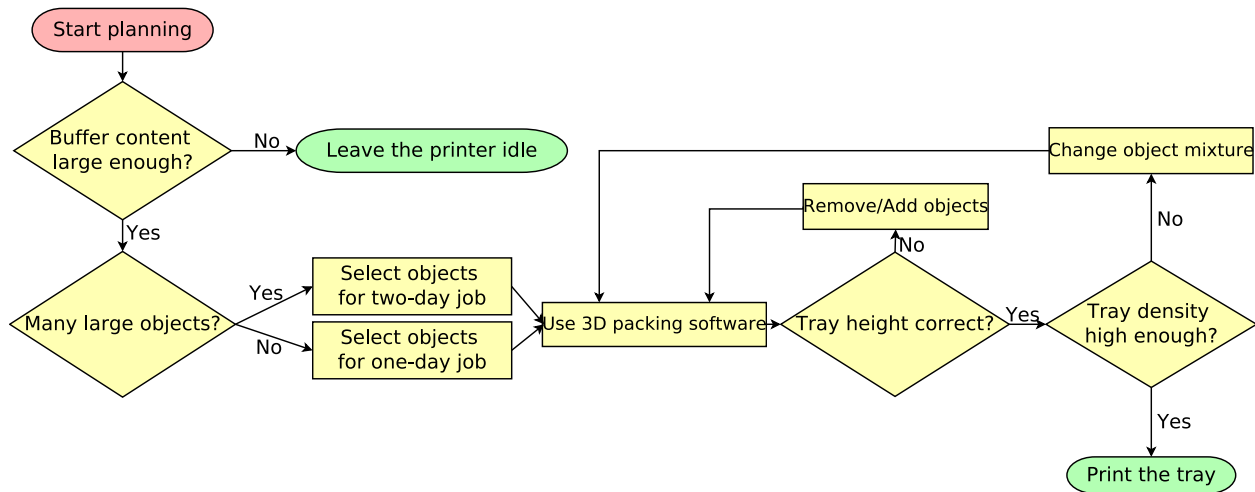 Start planning
Buffer content
large enough?
No
Leave the printer idle
Yes
Many large objects?
Yes
Select objects
for two-day job
No
Select objects
for one-day job
Use 3D packing software
Tray height correct?
No
Remove/Add objects
Yes
Tray density
high enough?
No
Change object mixture
Yes
Print the tray